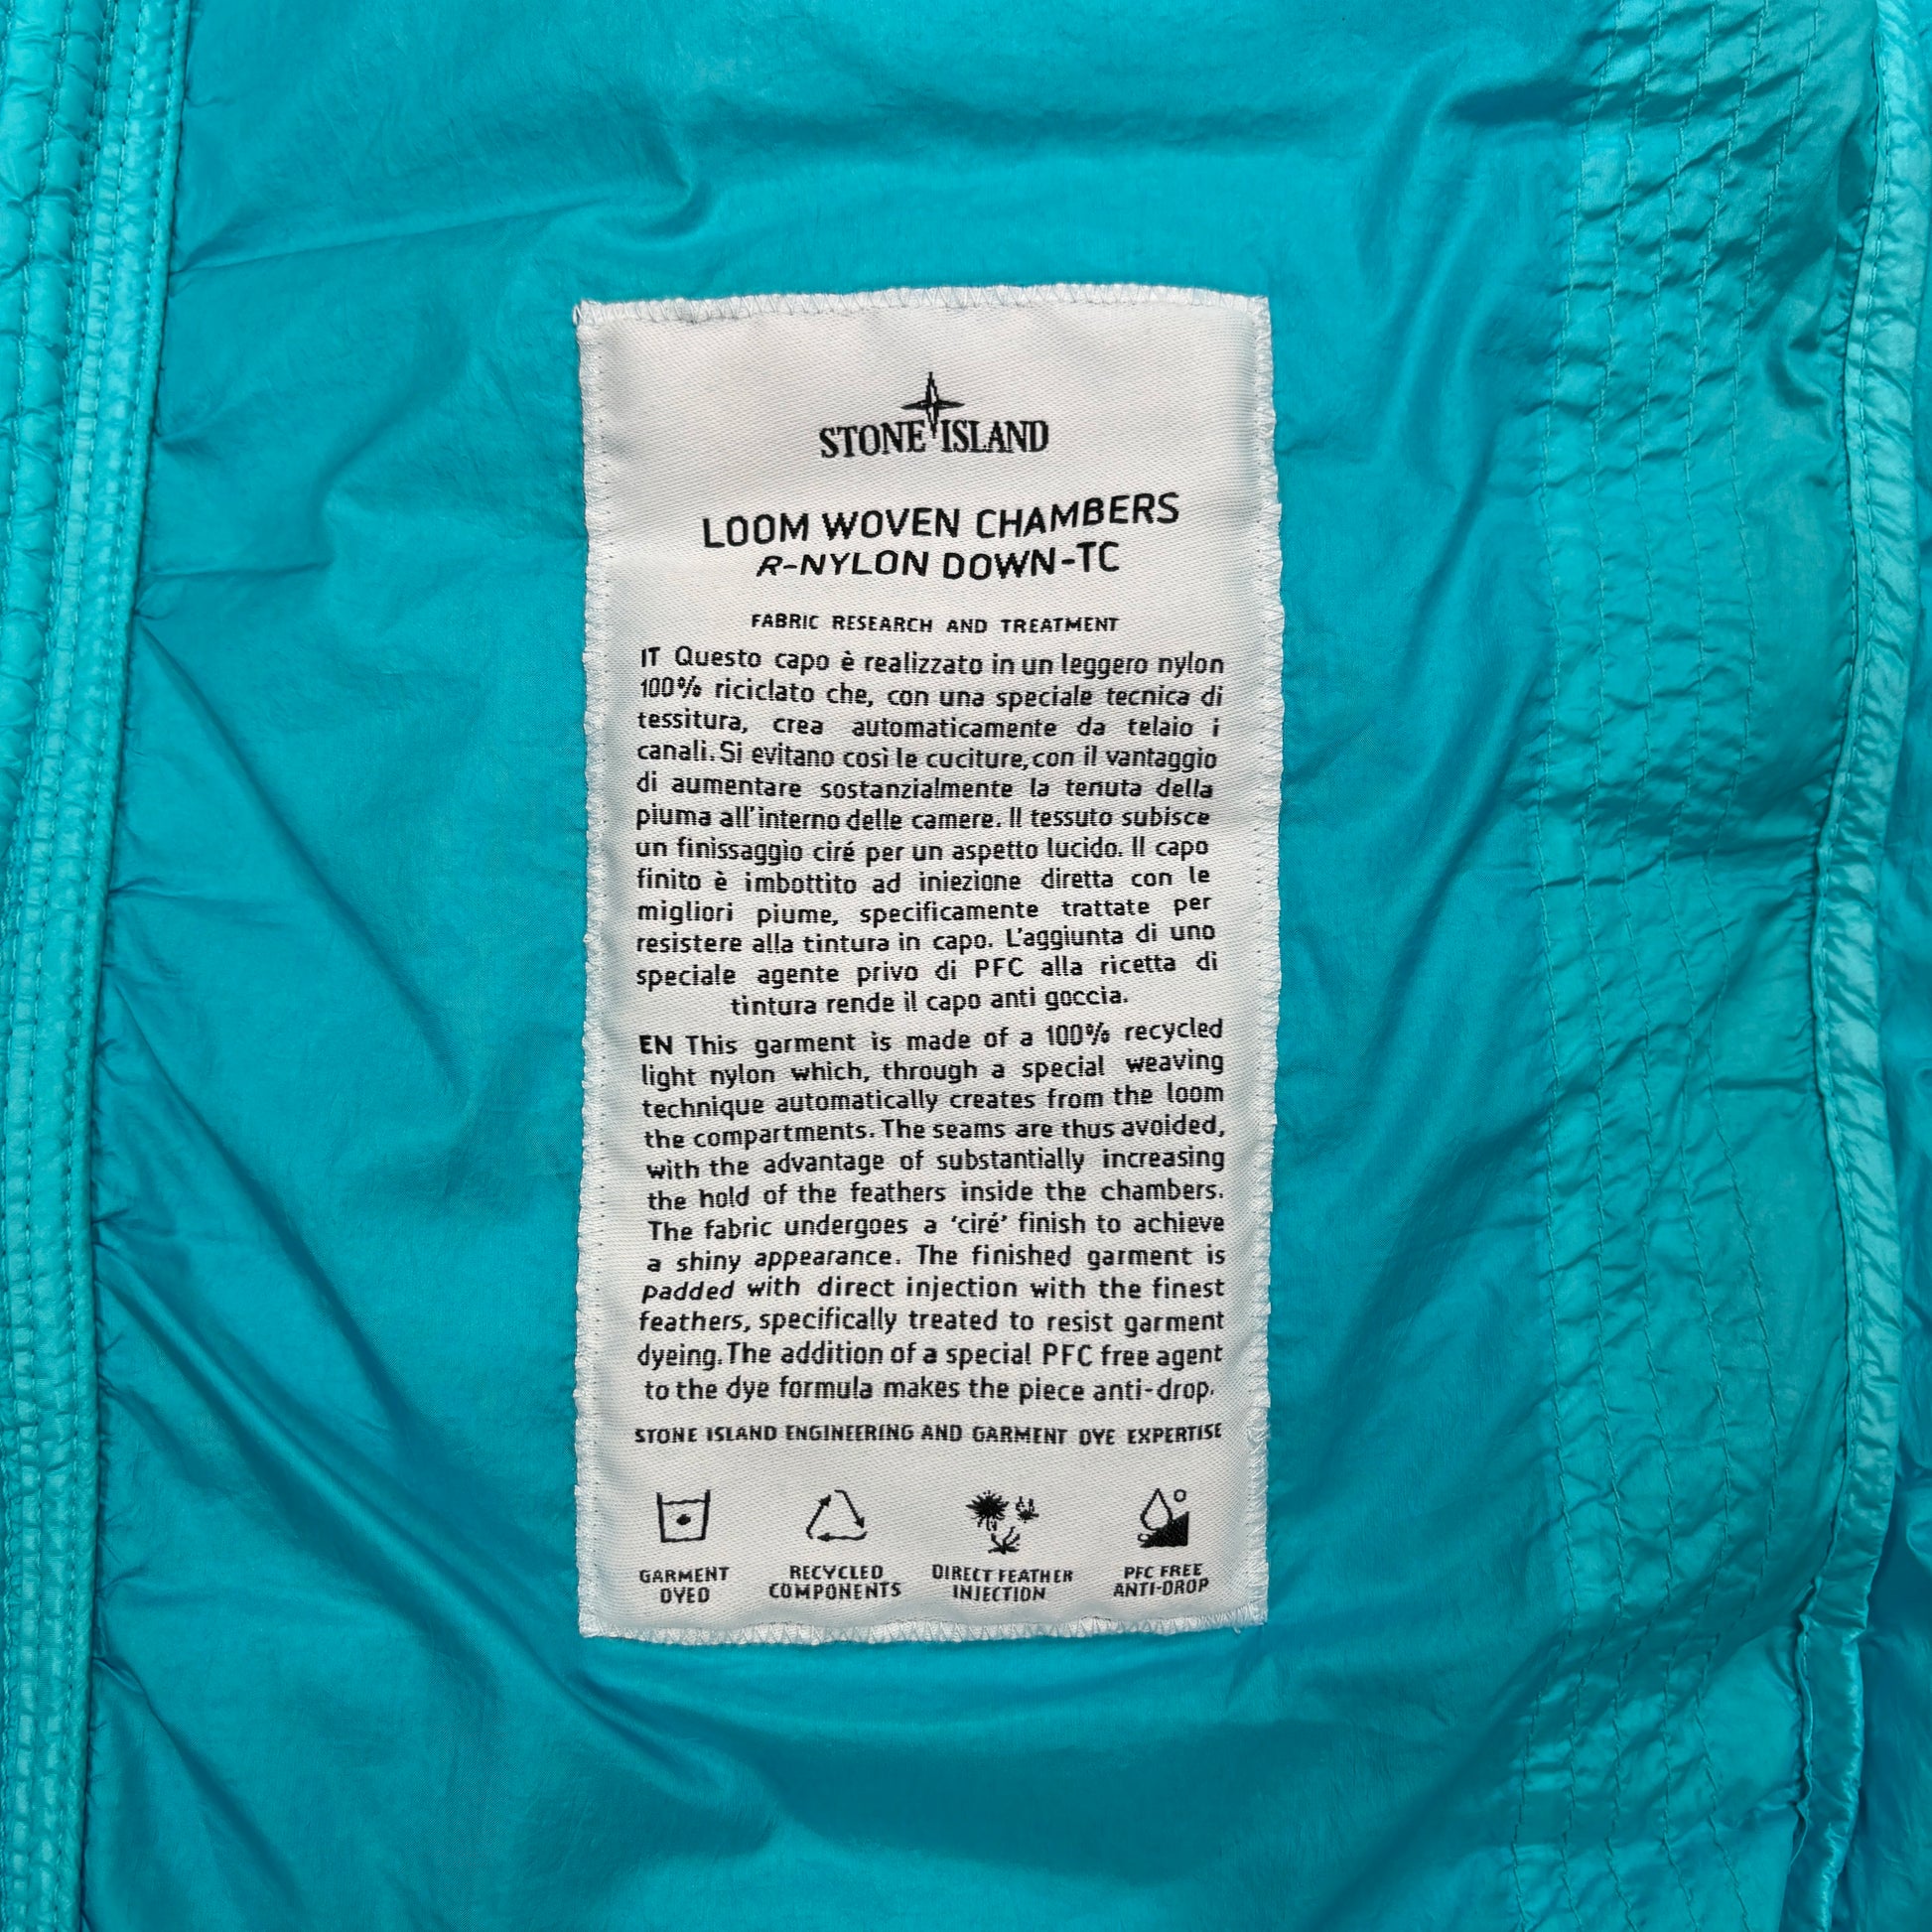 STONE ISLAND
LOOM WOVEN CHAMBERS
R-NYLON DOWN-TC
FABRIC RESEARCH AND TREATMENT
IT Questo capo è realizzato in un leggero nylon
100% riciclato che, con una speciale tecnica di
tessitura, crea automaticamente da telaio i
canali. Si evitano così le cuciture, con il vantaggio
di aumentare sostanzialmente la tenuta della
piuma all'interno delle camere. Il tessuto subisce
un finissaggio ciré per un aspetto lucido. Il capo
finito è imbottito ad iniezione diretta con le
migliori piume, specificamente trattate per
resistere alla tintura in capo. L'aggiunta di uno
speciale agente privo di PFC alla ricetta di
tintura rende il capo anti goccia.
EN This garment is made of a 100% recycled
light nylon which, through a special weaving
technique automatically creates from the loom
the compartments. The seams are thus avoided,
with the advantage of substantially increasing
the hold of the feathers inside the chambers.
The fabric undergoes a 'ciré' finish to achieve
a shiny appearance. The finished garment is
padded with direct injection with the finest
feathers, specifically treated to resist garment
dyeing. The addition of a special PFC free agent
to the dye formula makes the piece anti-drop.
STONE ISLAND ENGINEERING AND GARMENT DYE EXPERTISE
GARMENT
DYED
RECYCLED
COMPONENTS
DIRECT FEATHER
INJECTION
PFC FREE
ANTI-DROP